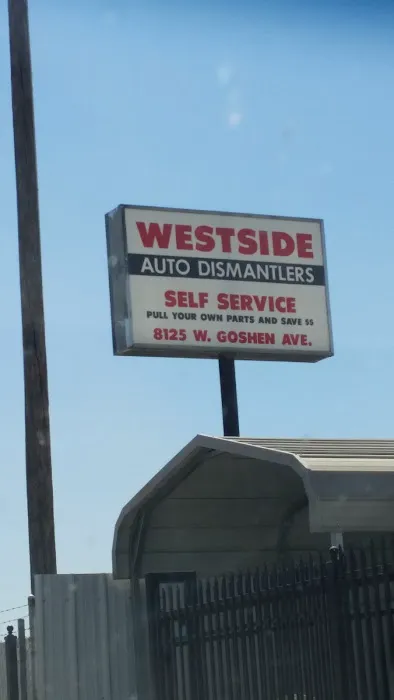 WESTSIDE
AUTO DISMANTLERS
SELF SERVICE
PULL YOUR OWN PARTS AND SAVE $$
8125 W. GOSHEN AVE.